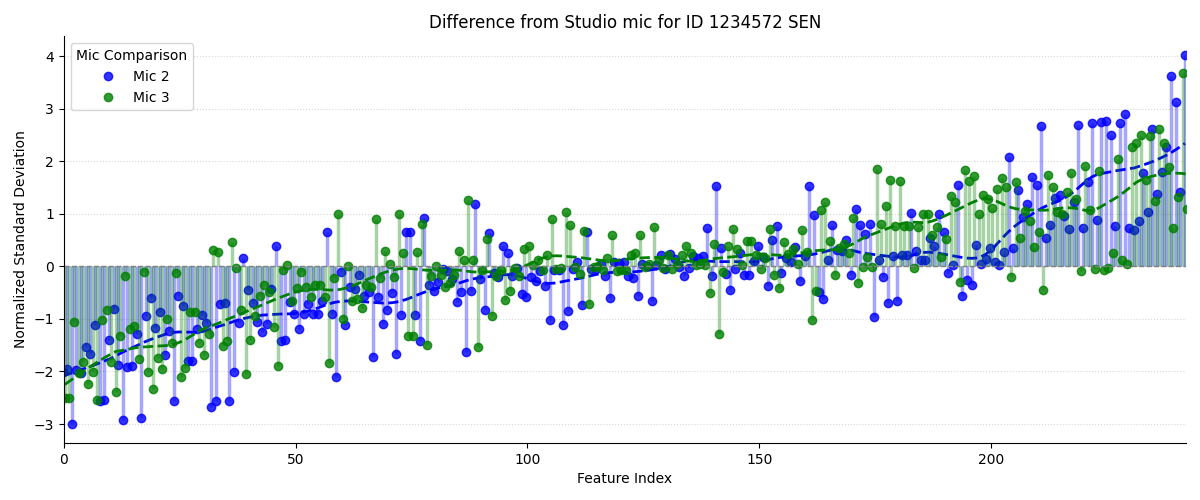 Difference from Studio mic for ID 1234572 SEN
Normalized Standard Deviation
4
3
2
1
0
−1
−2
−3
Mic Comparison
Mic 2
Mic 3
0 50 100 150 200
Feature Index